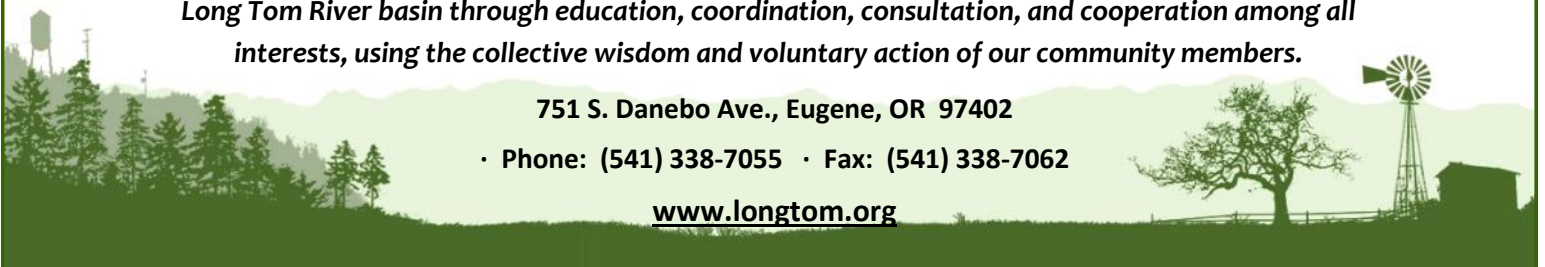 Long Tom River basin through education, coordination, consultation, and cooperation among all
interests, using the collective wisdom and voluntary action of our community members.
751 S. Danebo Ave., Eugene, OR  97402
· Phone:  (541) 338-7055  · Fax:  (541) 338-7062
www.longtom.org